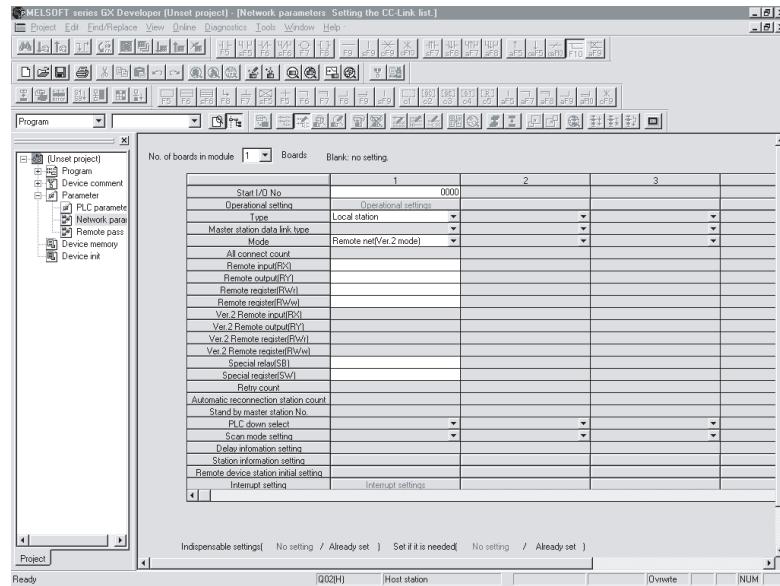 MELSOFT series GX Developer (Unset project) - [Network parameters Setting the CC-Link list.]
Project Edit Find/Replace View Online Diagnostics Tools Window Help
Program
(Unset project)
Program
Device comment
Parameter
PLC paramete
Network parar
Remote pass
Device memory
Device init
Project
No. of boards in module 1 Boards Blank: no setting.
1 2 3
Start I/O No 0000
Operational setting Operational settings
Type Local station
Master station data link type
Mode Remote net(Ver.2 mode)
All connect count
Remote input(RX)
Remote output(RY)
Remote register(RWr)
Remote register(RWw)
Ver.2 Remote input(RX)
Ver.2 Remote output(RY)
Ver.2 Remote register(RWr)
Ver.2 Remote register(RWw)
Special relay(SB)
Special register(SW)
Retry count
Automatic reconnection station count
Stand by master station No.
PLC down select
Scan mode setting
Delay infomation setting
Station information setting
Remote device station initial setting
Interrupt setting Interrupt settings
Indispensable settings( No setting / Already set ) Set if it is needed( No setting / Already set )
Ready Q02(H) Host station Ovrwrte NUM